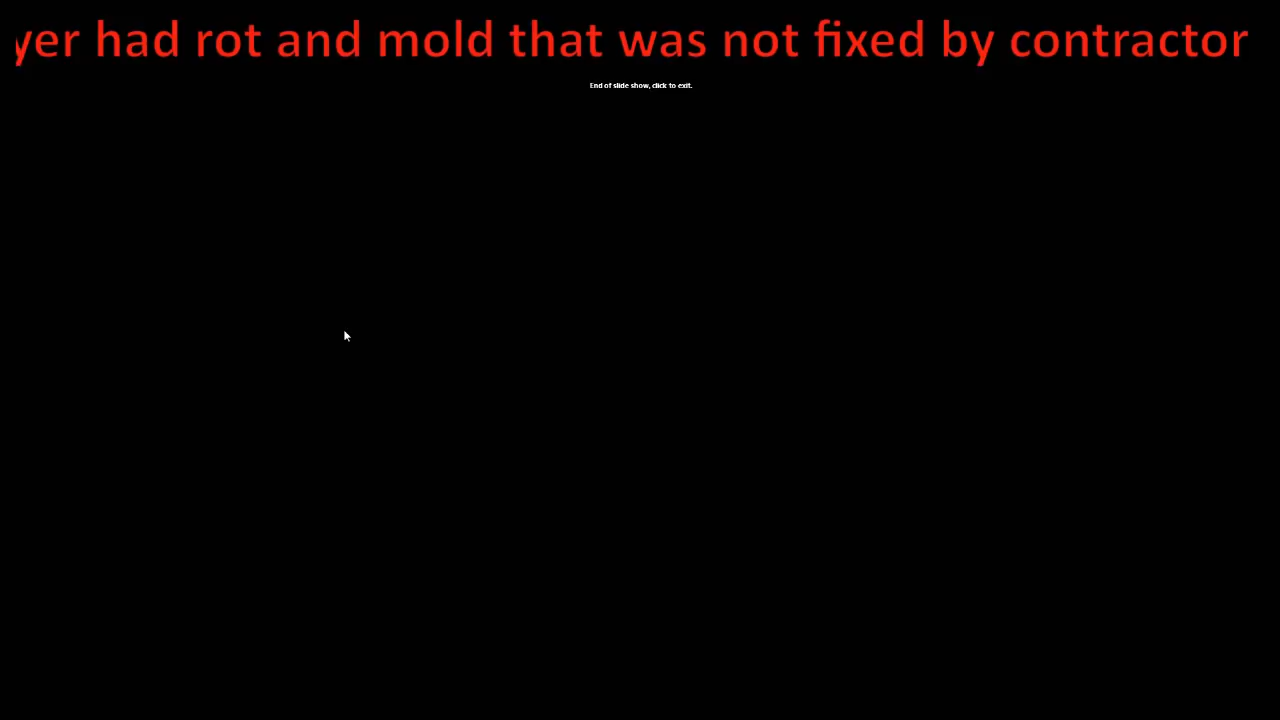 yer had rot and mold that was not fixed by contractor
End of slide show, click to exit.